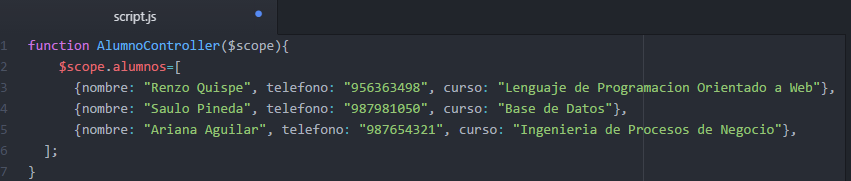 script.js
1 function AlumnoController($scope){
2 $scope.alumnos=[
3 {nombre: "Renzo Quispe", telefono: "956363498", curso: "Lenguaje de Programacion Orientado a Web"},
4 {nombre: "Saulo Pineda", telefono: "987981050", curso: "Base de Datos"},
5 {nombre: "Ariana Aguilar", telefono: "987654321", curso: "Ingenieria de Procesos de Negocio"},
6 ];
7 }